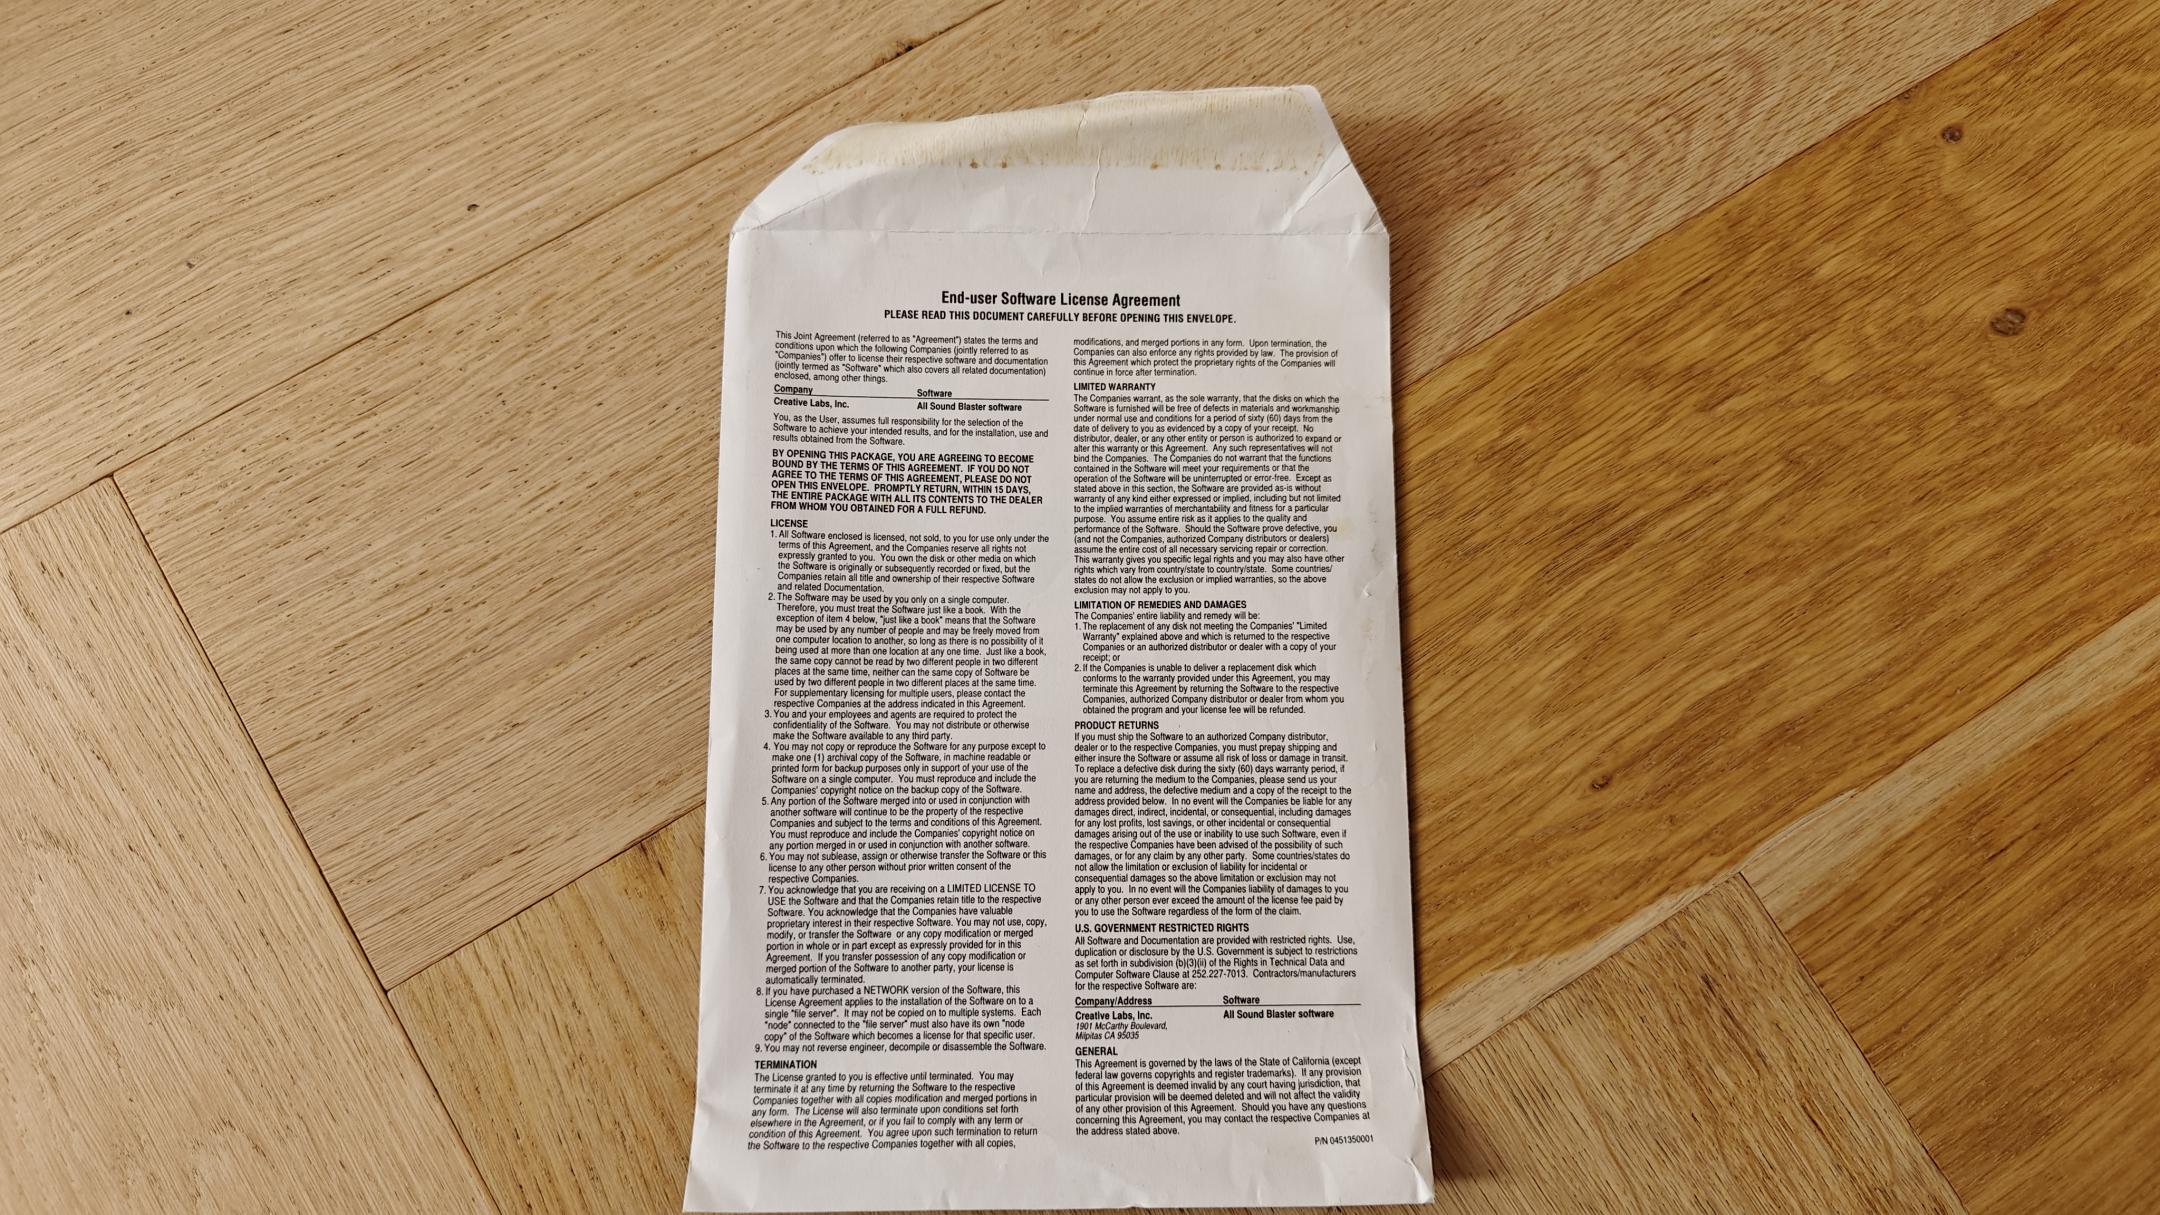 End-user Software License Agreement
PLEASE READ THIS DOCUMENT CAREFULLY BEFORE OPENING THIS ENVELOPE.
This Joint Agreement (referred to as "Agreement") states the terms and
conditions upon which the following Companies (jointly referred to as
"Companies") offer to license their respective software and documentation
(jointly termed as "Software" which also covers all related documentation)
enclosed, among other things.
Company Software
Creative Labs, Inc. All Sound Blaster software
You, as the User, assumes full responsibility for the selection of the
Software to achieve your intended results, and for the installation, use and
results obtained from the Software.
BY OPENING THIS PACKAGE, YOU ARE AGREEING TO BECOME
BOUND BY THE TERMS OF THIS AGREEMENT. IF YOU DO NOT
AGREE TO THE TERMS OF THIS AGREEMENT, PLEASE DO NOT
OPEN THIS ENVELOPE. PROMPTLY RETURN, WITHIN 15 DAYS,
THE ENTIRE PACKAGE WITH ALL ITS CONTENTS TO THE DEALER
FROM WHOM YOU OBTAINED FOR A FULL REFUND.
LICENSE
1. All Software enclosed is licensed, not sold, to you for use only under the
terms of this Agreement, and the Companies reserve all rights not
expressly granted to you. You own the disk or other media on which
the Software is originally or subsequently recorded or fixed, but the
Companies retain all title and ownership of their respective Software
and related Documentation.
2. The Software may be used by you only on a single computer.
Therefore, you must treat the Software just like a book. With the
exception of item 4 below, "just like a book" means that the Software
may be used by any number of people and may be freely moved from
one computer location to another, so long as there is no possibility of it
being used at more than one location at any one time. Just like a book,
the same copy cannot be read by two different people in two different
places at the same time, neither can the same copy of Software be
used by two different people in two different places at the same time.
For supplementary licensing for multiple users, please contact the
respective Companies at the address indicated in this Agreement.
3. You and your employees and agents are required to protect the
confidentiality of the Software. You may not distribute or otherwise
make the Software available to any third party.
4. You may not copy or reproduce the Software for any purpose except to
make one (1) archival copy of the Software, in machine readable or
printed form for backup purposes only in support of your use of the
Software on a single computer. You must reproduce and include the
Companies' copyright notice on the backup copy of the Software.
5. Any portion of the Software merged into or used in conjunction with
another software will continue to be the property of the respective
Companies and subject to the terms and conditions of this Agreement.
You must reproduce and include the Companies' copyright notice on
any portion merged in or used in conjunction with another software.
6. You may not sublease, assign or otherwise transfer the Software or this
license to any other person without prior written consent of the
respective Companies.
7. You acknowledge that you are receiving on a LIMITED LICENSE TO
USE the Software and that the Companies retain title to the respective
Software. You acknowledge that the Companies have valuable
proprietary interest in their respective Software. You may not use, copy,
modify, or transfer the Software or any copy modification or merged
portion in whole or in part except as expressly provided for in this
Agreement. If you transfer possession of any copy modification or
merged portion of the Software to another party, your license is
automatically terminated.
8. If you have purchased a NETWORK version of the Software, this
License Agreement applies to the installation of the Software on to a
single "file server". It may not be copied on to multiple systems. Each
"node" connected to the "file server" must also have its own "node
copy" of the Software which becomes a license for that specific user.
9. You may not reverse engineer, decompile or disassemble the Software.
TERMINATION
The License granted to you is effective until terminated. You may
terminate it at any time by returning the Software to the respective
Companies together with all copies modification and merged portions in
any form. The License will also terminate upon conditions set forth
elsewhere in the Agreement, or if you fail to comply with any term or
condition of this Agreement. You agree upon such termination to return
the Software to the respective Companies together with all copies,
modifications, and merged portions in any form. Upon termination, the
Companies can also enforce any rights provided by law. The provision of
this Agreement which protect the proprietary rights of the Companies will
continue in force after termination.
LIMITED WARRANTY
The Companies warrant, as the sole warranty, that the disks on which the
Software is furnished will be free of defects in materials and workmanship
under normal use and conditions for a period of sixty (60) days from the
date of delivery to you as evidenced by a copy of your receipt. No
distributor, dealer, or any other entity or person is authorized to expand or
alter this warranty or this Agreement. Any such representatives will not
bind the Companies. The Companies do not warrant that the functions
contained in the Software will meet your requirements or that the
operation of the Software will be uninterrupted or error-free. Except as
stated above in this section, the Software are provided as-is without
warranty of any kind either expressed or implied, including but not limited
to the implied warranties of merchantability and fitness for a particular
purpose. You assume entire risk as it applies to the quality and
performance of the Software. Should the Software prove defective, you
(and not the Companies, authorized Company distributors or dealers)
assume the entire cost of all necessary servicing repair or correction.
This warranty gives you specific legal rights and you may also have other
rights which vary from country/state to country/state. Some countries/
states do not allow the exclusion or implied warranties, so the above
exclusion may not apply to you.
LIMITATION OF REMEDIES AND DAMAGES
The Companies' entire liability and remedy will be:
1. The replacement of any disk not meeting the Companies' "Limited
Warranty" explained above and which is returned to the respective
Companies or an authorized distributor or dealer with a copy of your
receipt; or
2. If the Companies is unable to deliver a replacement disk which
conforms to the warranty provided under this Agreement, you may
terminate this Agreement by returning the Software to the respective
Companies, authorized Company distributor or dealer from whom you
obtained the program and your license fee will be refunded.
PRODUCT RETURNS
If you must ship the Software to an authorized Company distributor,
dealer or to the respective Companies, you must prepay shipping and
either insure the Software or assume all risk of loss or damage in transit.
To replace a defective disk during the sixty (60) days warranty period, if
you are returning the medium to the Companies, please send us your
name and address, the defective medium and a copy of the receipt to the
address provided below. In no event will the Companies be liable for any
damages direct, indirect, incidental, or consequential, including damages
for any lost profits, lost savings, or other incidental or consequential
damages arising out of the use or inability to use such Software, even if
the respective Companies have been advised of the possibility of such
damages, or for any claim by any other party. Some countries/states do
not allow the limitation or exclusion of liability for incidental or
consequential damages so the above limitation or exclusion may not
apply to you. In no event will the Companies liability of damages to you
or any other person ever exceed the amount of the license fee paid by
you to use the Software regardless of the form of the claim.
U.S. GOVERNMENT RESTRICTED RIGHTS
All Software and Documentation are provided with restricted rights. Use,
duplication or disclosure by the U.S. Government is subject to restrictions
as set forth in subdivision (b)(3)(ii) of the Rights in Technical Data and
Computer Software Clause at 252.227-7013. Contractors/manufacturers
for the respective Software are:
Company/Address Software
Creative Labs, Inc. All Sound Blaster software
1901 McCarthy Boulevard,
Milpitas CA 95035
GENERAL
This Agreement is governed by the laws of the State of California (except
federal law governs copyrights and register trademarks). If any provision
of this Agreement is deemed invalid by any court having jurisdiction, that
particular provision will be deemed deleted and will not affect the validity
of any other provision of this Agreement. Should you have any questions
concerning this Agreement, you may contact the respective Companies at
the address stated above.
P/N 0451350001